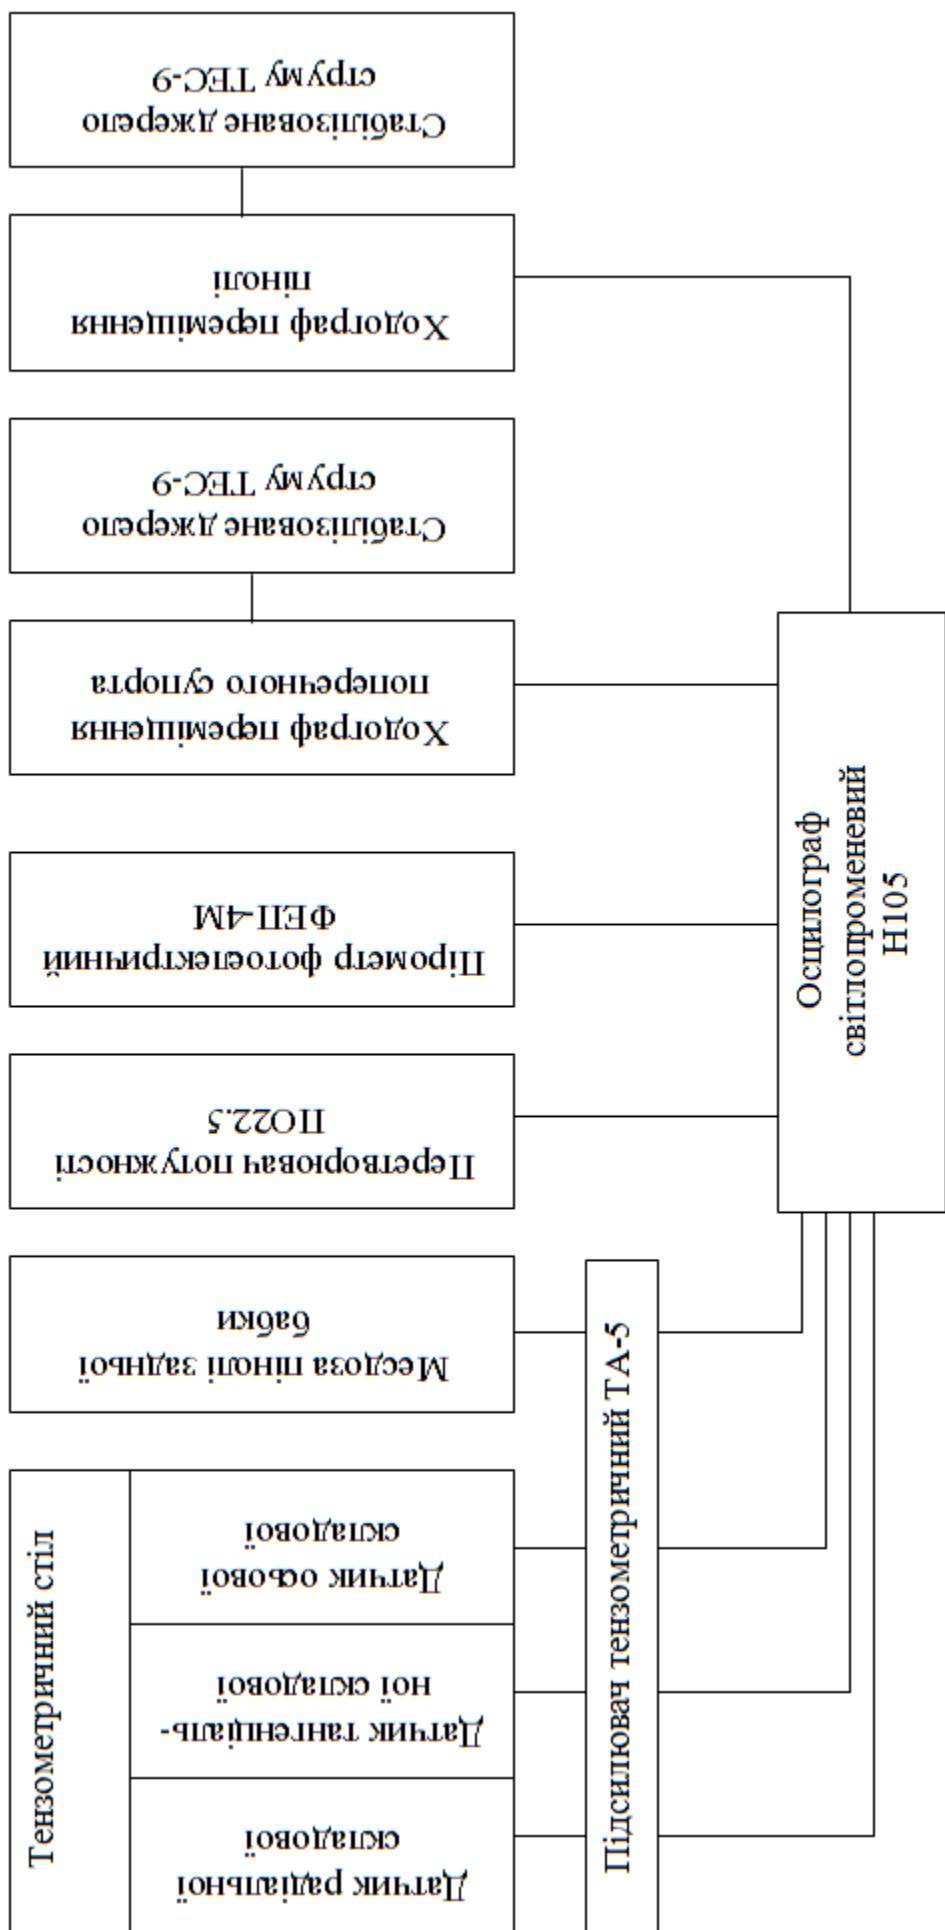 Стабілізоване джерело
струму ТЕС-9
Ходограф переміщення
пінолі
Стабілізоване джерело
струму ТЕС-9
Ходограф переміщення
поперечного супорта
Пірометр фотоелектричний
ФЕП-4М
Перетворювач потужності
ПО22.5
Месдоза пінолі задньої
бабки
Тензометричний стіл
Датчик осьової
складової
Датчик тангенціаль-
ної складової
Датчик радіальної
складової
Підсилювач тензометричний ТА-5
Осцилограф
світлопроменевий
Н105